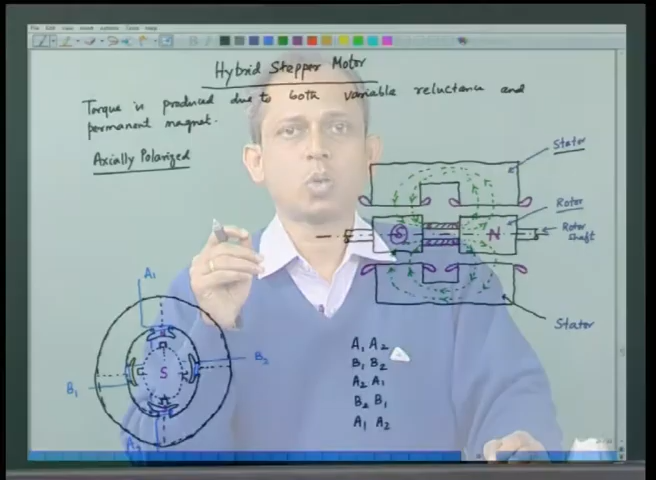 Hybrid Stepper Motor
Torque is produced due to both variable reluctance and
permanent magnet.
Axially Polarized
Stator
Rotor
Rotor
Shaft
S
N
Stator
A1
B1
B2
S
A2
A1 A2
B1 B2
A2 A1
B2 B1
A1 A2